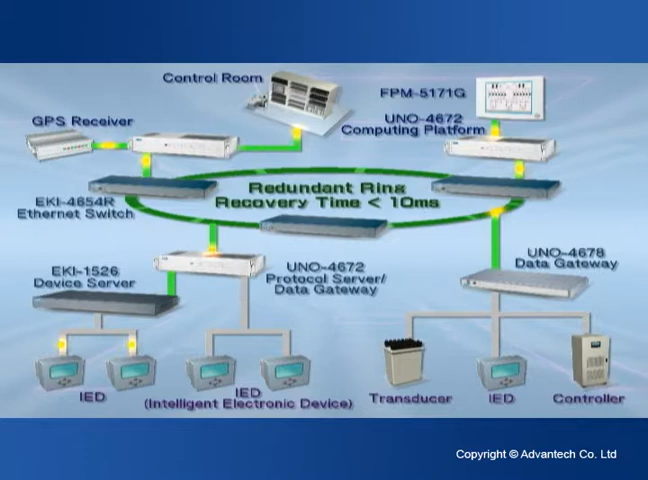 Control Room
FPM-5171G
GPS Receiver
UNO-4672
Computing Platform
Redundant Ring
Recovery Time < 10ms
EKI-4654R
Ethernet Switch
EKI-1526
Device Server
UNO-4672
Protocol Server/
Data Gateway
UNO-4678
Data Gateway
IED
IED
(Intelligent Electronic Device)
Transducer
IED
Controller
Copyright © Advantech Co. Ltd